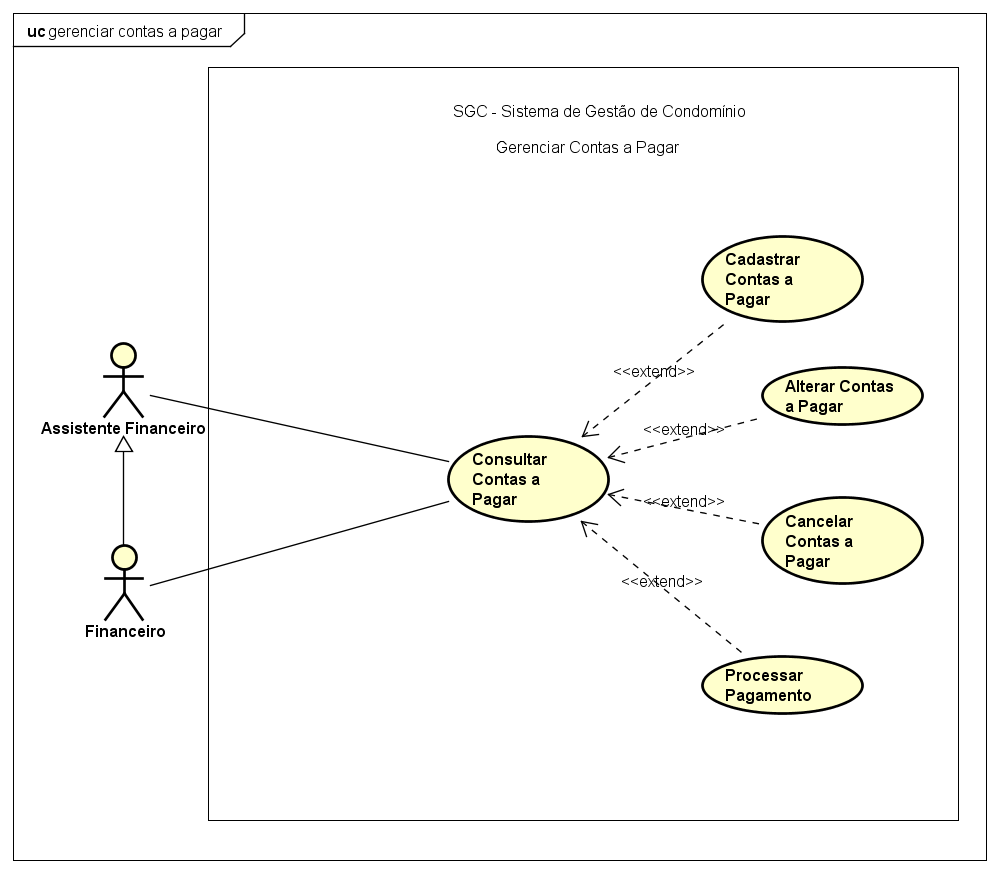 uc gerenciar contas a pagar
SGC - Sistema de Gestão de Condomínio
Gerenciar Contas a Pagar
Cadastrar
Contas a
Pagar
<<extend>>
Alterar Contas
a Pagar
<<extend>>
Assistente Financeiro
Consultar
Contas a
Pagar
<<extend>>
Cancelar
Contas a
Pagar
<<extend>>
Financeiro
Processar
Pagamento